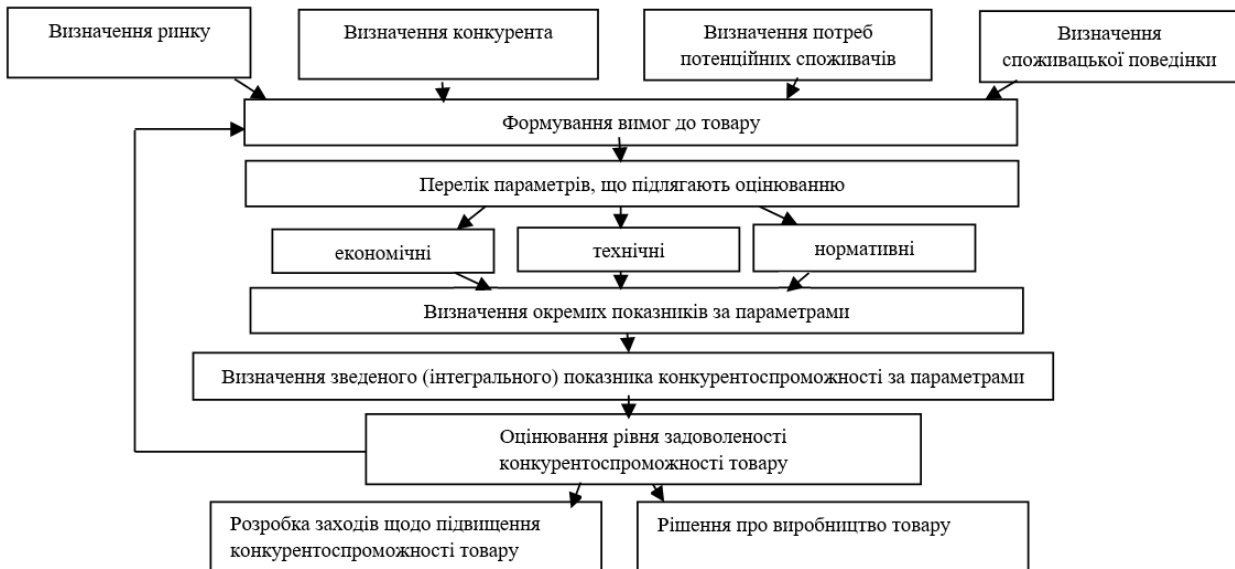 Визначення ринку
Визначення конкурента
Визначення потреб
потенційних споживачів
Визначення
споживацької поведінки
Формування вимог до товару
Перелік параметрів, що підлягають оцінюванню
економічні
технічні
нормативні
Визначення окремих показників за параметрами
Визначення зведеного (інтегрального) показника конкурентоспроможності за параметрами
Оцінювання рівня задоволеності
конкурентоспроможності товару
Розробка заходів щодо підвищення
конкурентоспроможності товару
Рішення про виробництво товару